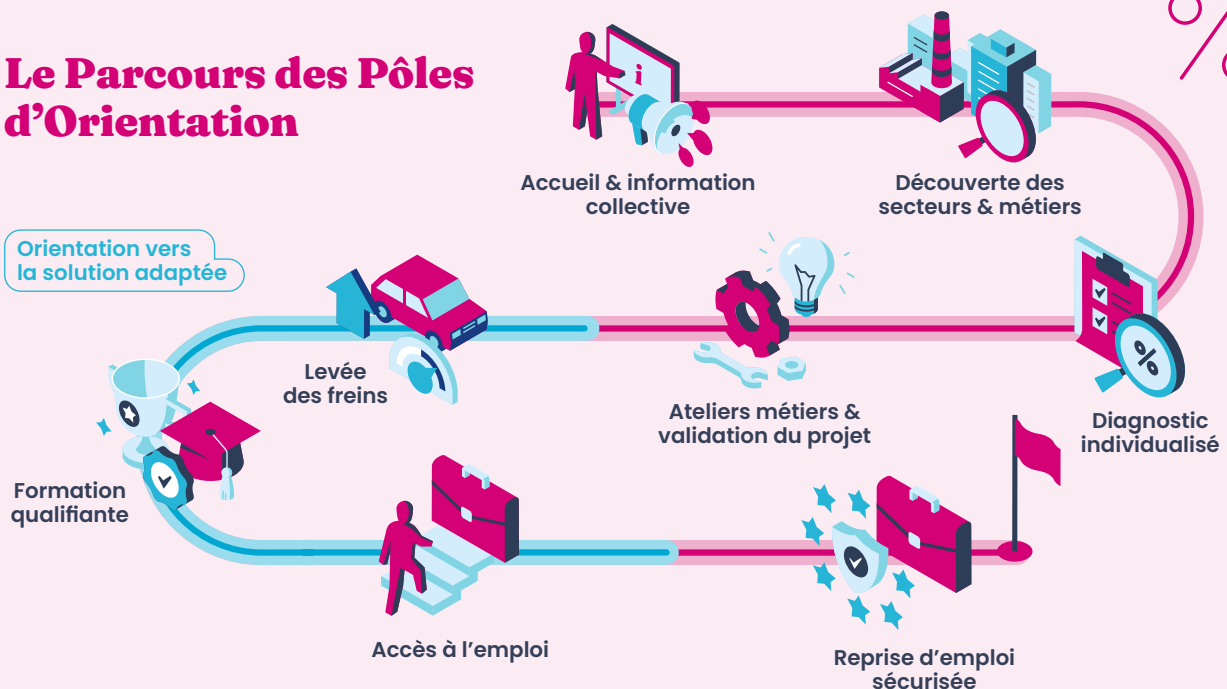 Le Parcours des Pôles
d'Orientation
Accueil & information
collective
Découverte des
secteurs & métiers
Diagnostic
individualisé
Ateliers métiers &
validation du projet
Orientation vers
la solution adaptée
Levée
des freins
Formation
qualifiante
Accès à l'emploi
Reprise d'emploi
sécurisée
i
%
%